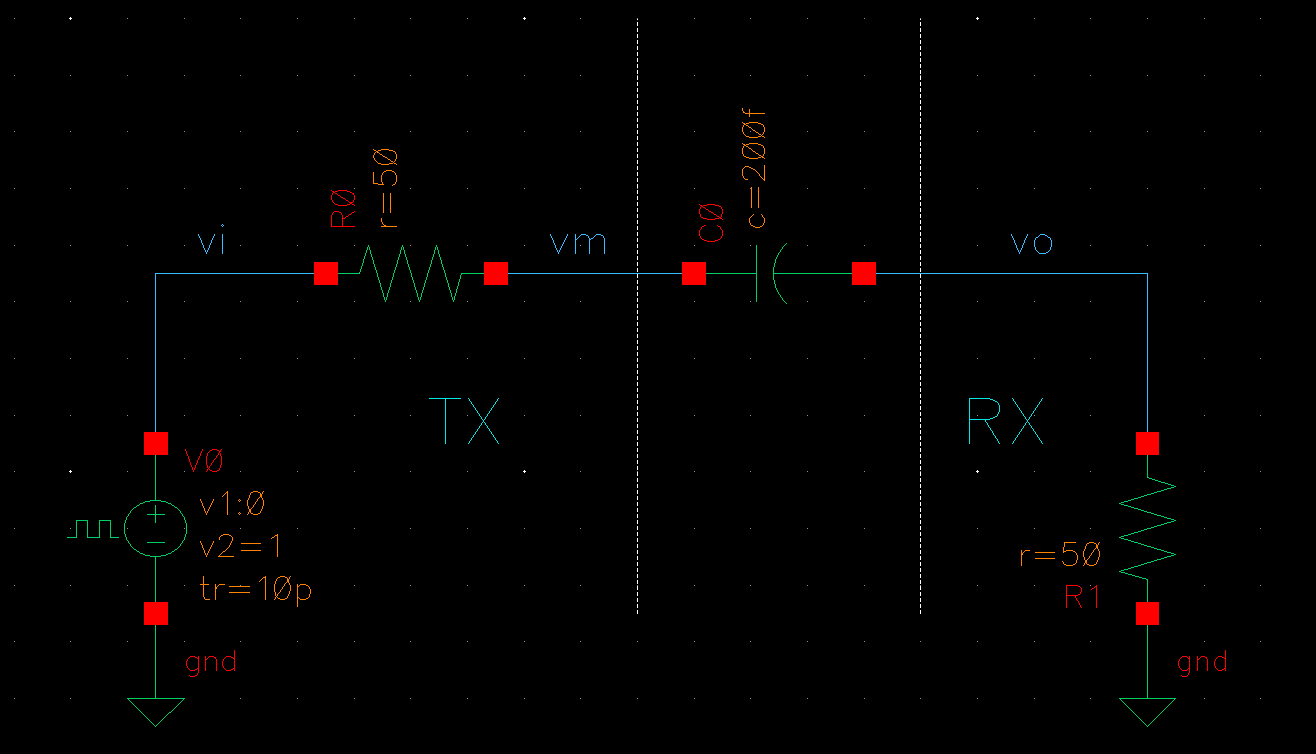 R0
r=50
C0
c=200f
vi
vm
vo
TX
RX
V0
v1:0
v2=1
tr=10p
r=50
R1
gnd
gnd